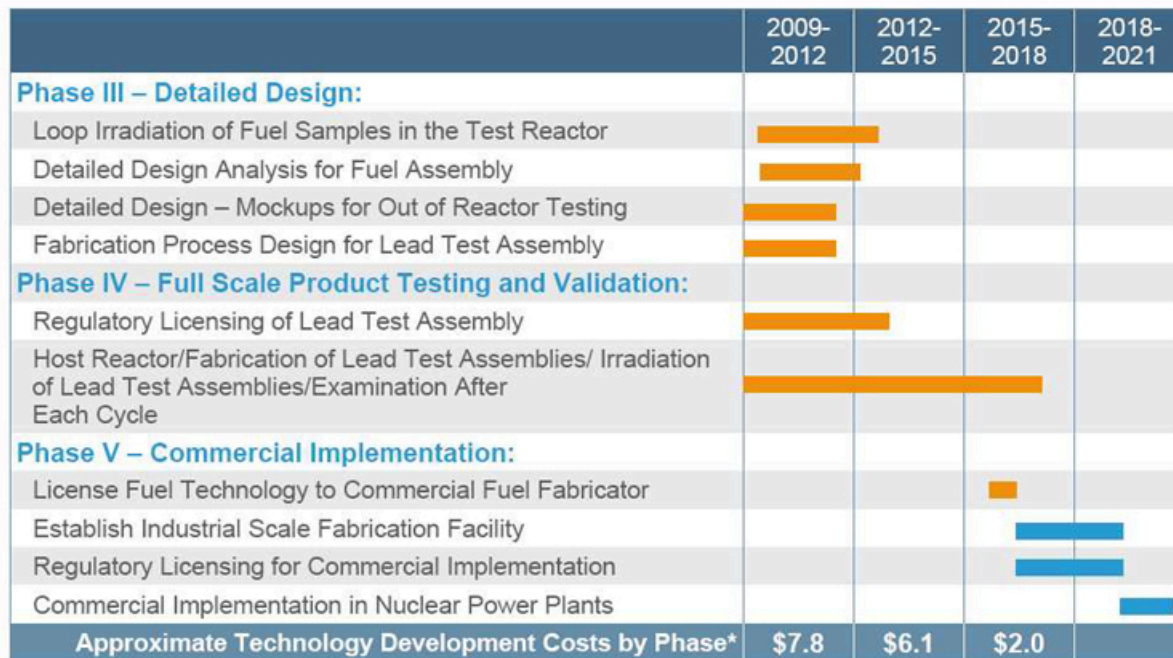 2009-
2012
2012-
2015
2015-
2018
2018-
2021
Phase III – Detailed Design:
Loop Irradiation of Fuel Samples in the Test Reactor
Detailed Design Analysis for Fuel Assembly
Detailed Design – Mockups for Out of Reactor Testing
Fabrication Process Design for Lead Test Assembly
Phase IV – Full Scale Product Testing and Validation:
Regulatory Licensing of Lead Test Assembly
Host Reactor/Fabrication of Lead Test Assemblies/ Irradiation
of Lead Test Assemblies/Examination After
Each Cycle
Phase V – Commercial Implementation:
License Fuel Technology to Commercial Fuel Fabricator
Establish Industrial Scale Fabrication Facility
Regulatory Licensing for Commercial Implementation
Commercial Implementation in Nuclear Power Plants
Approximate Technology Development Costs by Phase* $7.8 $6.1 $2.0